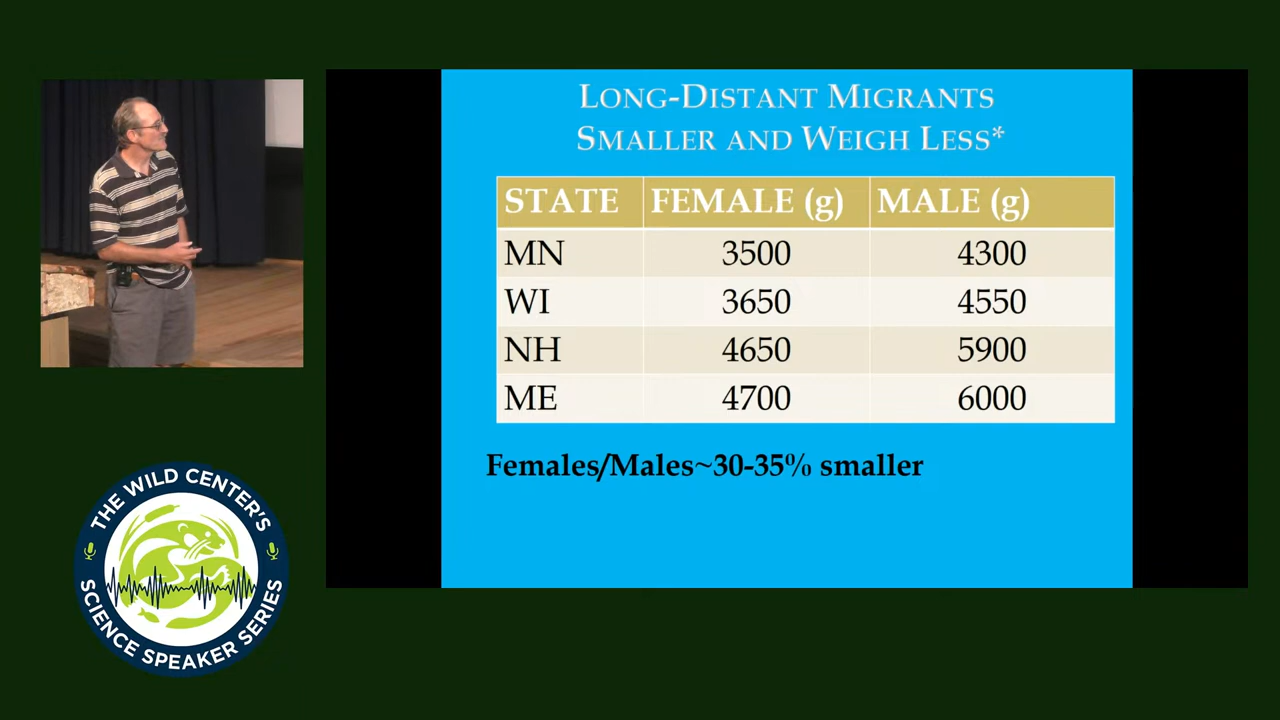 LONG-DISTANT MIGRANTS
SMALLER AND WEIGH LESS*
STATE FEMALE (g) MALE (g)
MN 3500 4300
WI 3650 4550
NH 4650 5900
ME 4700 6000
Females/Males~30-35% smaller
THE WILD CENTER'S
SCIENCE SPEAKER SERIES